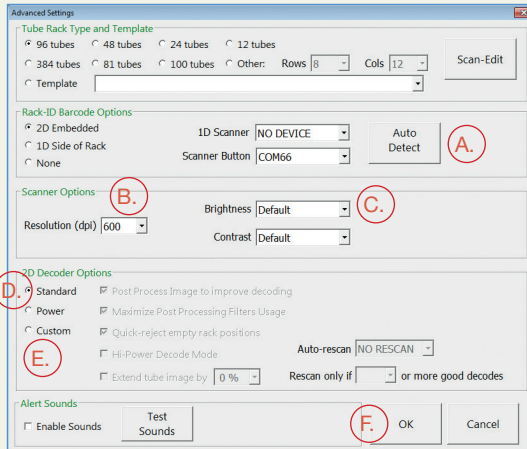 Advanced Settings
Tube Rack Type and Template
96 tubes 48 tubes 24 tubes 12 tubes
384 tubes 81 tubes 100 tubes Other: Rows 8 Cols 12
Scan-Edit
Template
Rack-ID Barcode Options
2D Embedded
1D Side of Rack
None
1D Scanner NO DEVICE
Scanner Button COM66
Auto
Detect
A.
Scanner Options
B.
Resolution (dpi) 600
Brightness Default
Contrast Default
C.
2D Decoder Options
D.
Standard
Power
Custom
E.
Post Process Image to improve decoding
Maximize Post Processing Filters Usage
Quick-reject empty rack positions
Hi-Power Decode Mode
Extend tube image by 0 %
Auto-rescan NO RESCAN
Rescan only if or more good decodes
Alert Sounds
Enable Sounds
Test
Sounds
F.
OK
Cancel